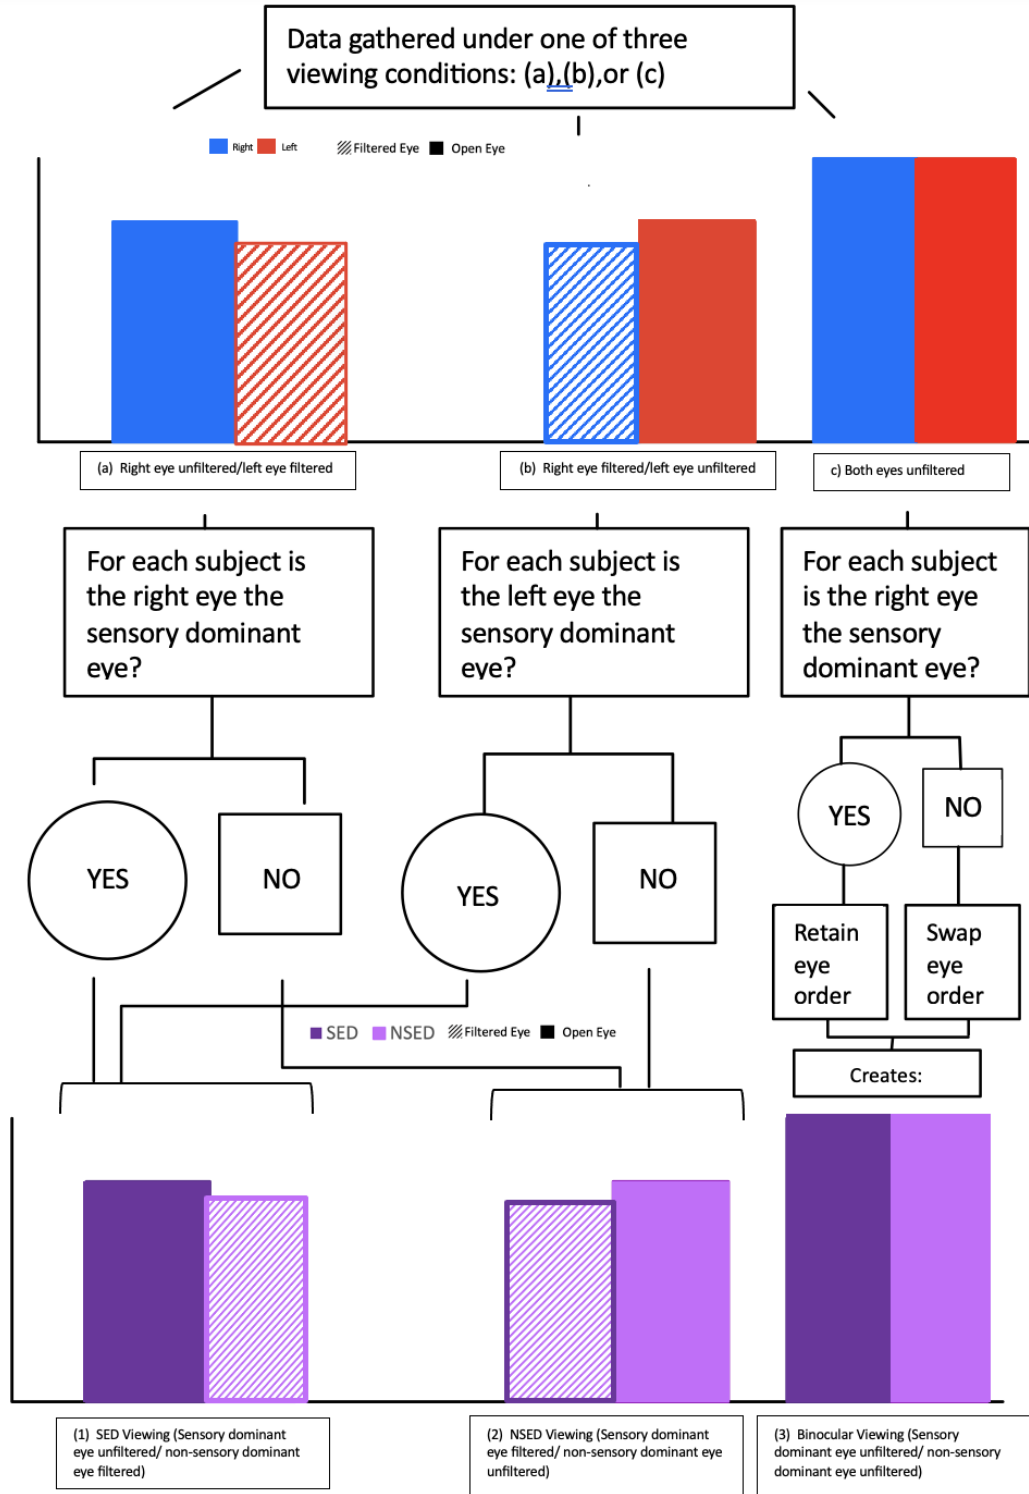 Data gathered under one of three
viewing conditions: (a),(b),or (c)
Right Left Filtered Eye Open Eye
(a) Right eye unfiltered/left eye filtered
(b) Right eye filtered/left eye unfiltered
c) Both eyes unfiltered
For each subject is
the right eye the
sensory dominant
eye?
For each subject is
the left eye the
sensory dominant
eye?
For each subject
is the right eye
the sensory
dominant eye?
YES
NO
YES
NO
YES
NO
Retain
eye
order
Swap
eye
order
SED NSED Filtered Eye Open Eye
Creates:
(1) SED Viewing (Sensory dominant
eye unfiltered/ non-sensory dominant
eye filtered)
(2) NSED Viewing (Sensory dominant
eye filtered/ non-sensory dominant eye
unfiltered)
(3) Binocular Viewing (Sensory
dominant eye unfiltered/ non-sensory
dominant eye unfiltered)